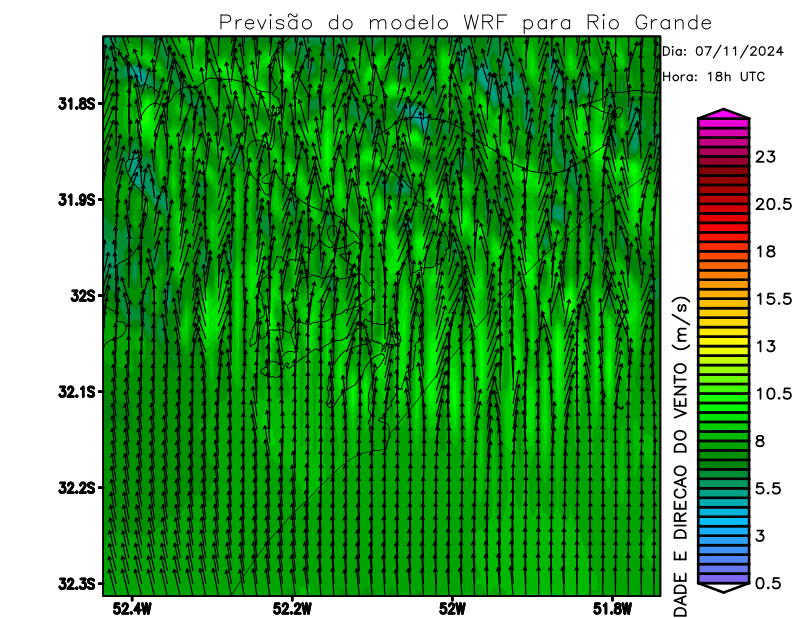 Previsão do modelo WRF para Rio Grande
Dia: 07/11/2024
Hora: 18h UTC
31.8S
31.9S
32S
32.1S
32.2S
32.3S
52.4W
52.2W
52W
51.8W
23
20.5
18
15.5
13
10.5
8
5.5
3
0.5
DADE E DIRECAO DO VENTO (m/s)